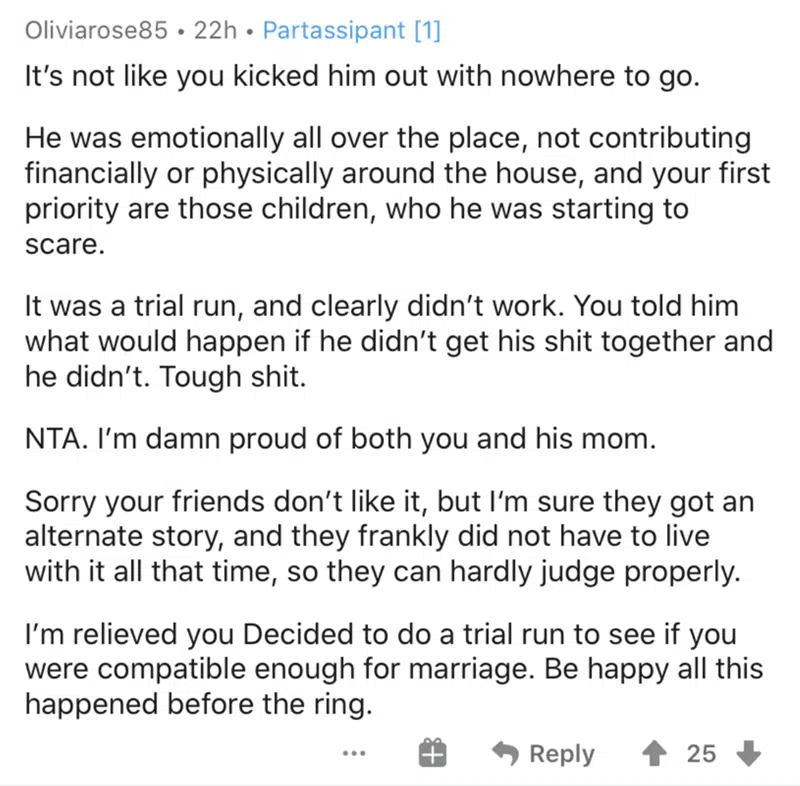 Oliviarose85 • 22h • Partassipant [1]
It’s not like you kicked him out with nowhere to go.
He was emotionally all over the place, not contributing
financially or physically around the house, and your first
priority are those children, who he was starting to
scare.
It was a trial run, and clearly didn’t work. You told him
what would happen if he didn’t get his shit together and
he didn’t. Tough shit.
NTA. I’m damn proud of both you and his mom.
Sorry your friends don’t like it, but I‘m sure they got an
alternate story, and they frankly did not have to live
with it all that time, so they can hardly judge properly.
I’m relieved you Decided to do a trial run to see if you
were compatible enough for marriage. Be happy all this
happened before the ring.
Reply 25